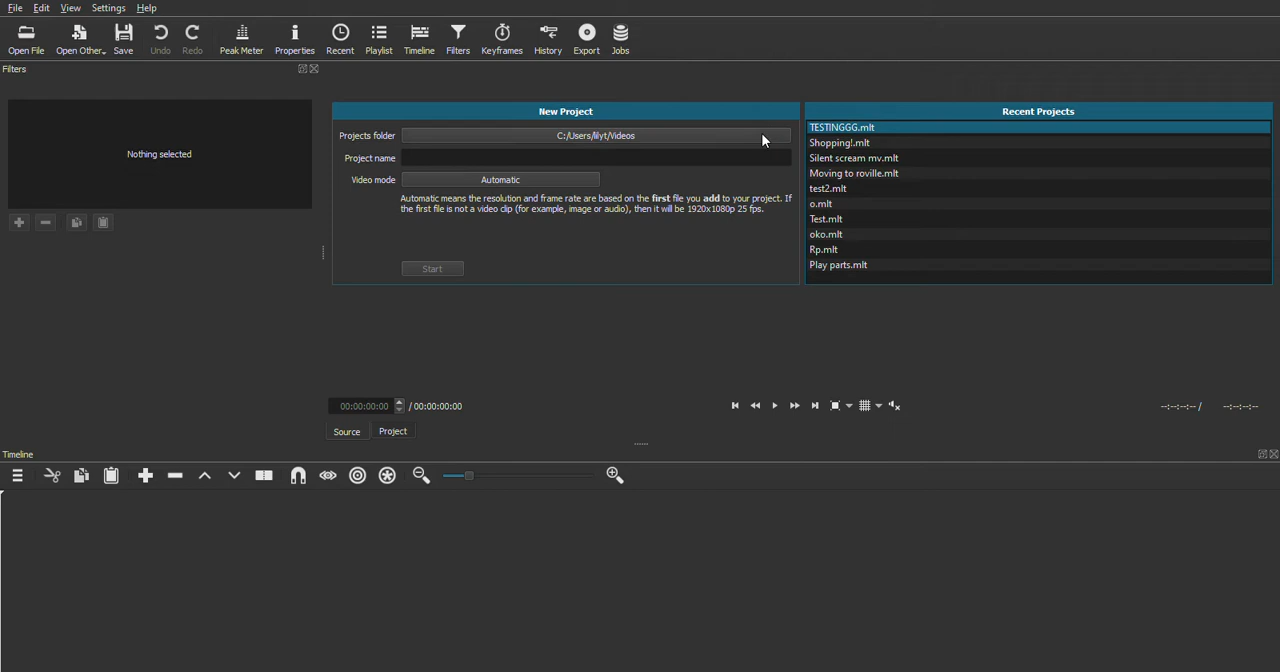 File Edit View Settings Help
Open File Open Other Save Undo Redo Peak Meter Properties Recent Playlist Timeline Filters Keyframes History Export Jobs
Filters
Nothing selected
New Project
Projects folder C:/Users/lilyt/Videos
Project name
Video mode Automatic
Automatic means the resolution and frame rate are based on the first file you add to your project. If
the first file is not a video clip (for example, image or audio), then it will be 1920x1080p 25 fps.
Start
Recent Projects
TESTINGGG.mlt
Shopping!.mlt
Silent scream mv.mlt
Moving to roville.mlt
test2.mlt
o.mlt
Test.mlt
oko.mlt
Rp.mlt
Play parts.mlt
00:00:00:00 / 00:00:00:00
--:--:--:-- / --:--:--:--
Source Project
Timeline